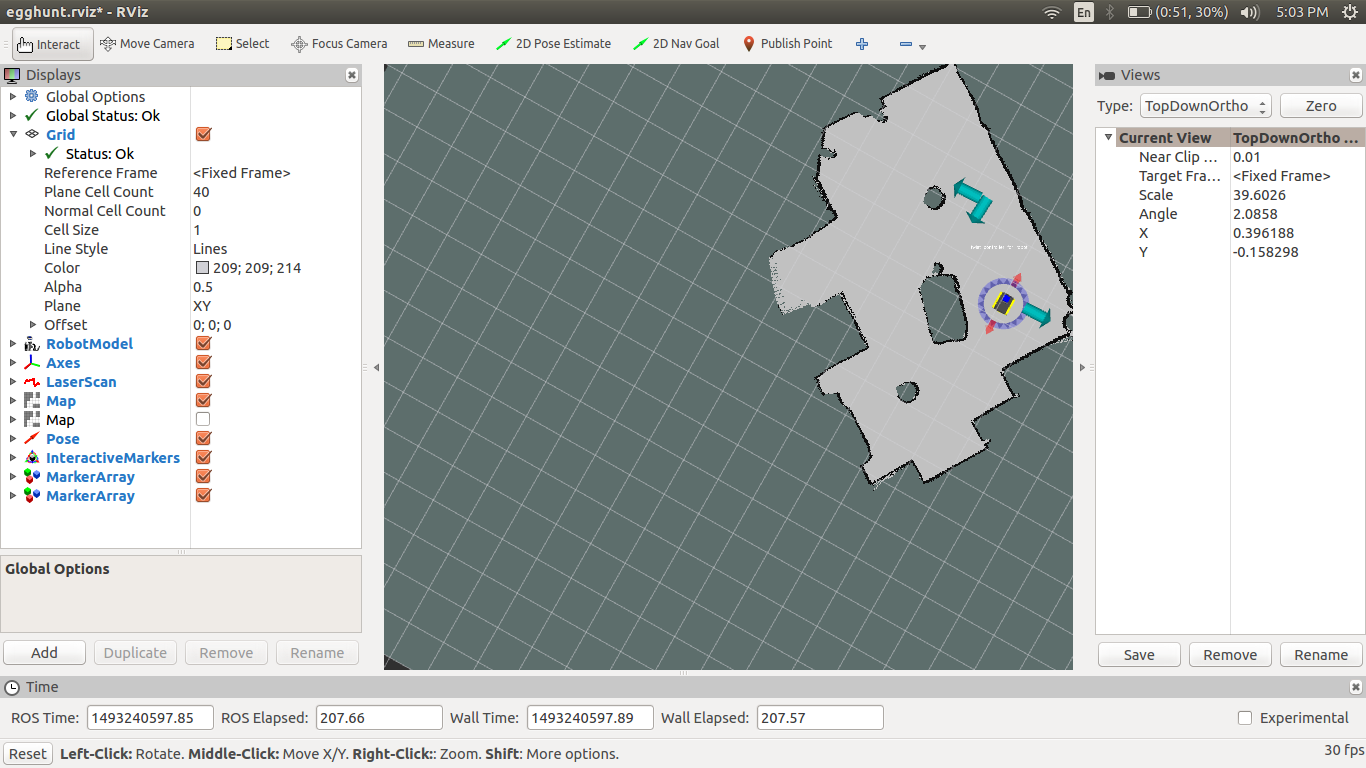 egghunt.rviz* - RViz
En (0:51, 30%) 5:03 PM
Interact Move Camera Select Focus Camera Measure 2D Pose Estimate 2D Nav Goal Publish Point
Displays
Global Options
Global Status: Ok
Grid
Status: Ok
Reference Frame <Fixed Frame>
Plane Cell Count 40
Normal Cell Count 0
Cell Size 1
Line Style Lines
Color 209; 209; 214
Alpha 0.5
Plane XY
Offset 0; 0; 0
RobotModel
Axes
LaserScan
Map
Map
Pose
InteractiveMarkers
MarkerArray
MarkerArray
Global Options
Add Duplicate Remove Rename
Views
Type: TopDownOrtho Zero
Current View TopDownOrtho ...
Near Clip ... 0.01
Target Fra... <Fixed Frame>
Scale 39.6026
Angle 2.0858
X 0.396188
Y -0.158298
Save Remove Rename
Time
ROS Time: 1493240597.85 ROS Elapsed: 207.66 Wall Time: 1493240597.89 Wall Elapsed: 207.57 Experimental
Reset Left-Click: Rotate. Middle-Click: Move X/Y. Right-Click:: Zoom. Shift: More options. 30 fps